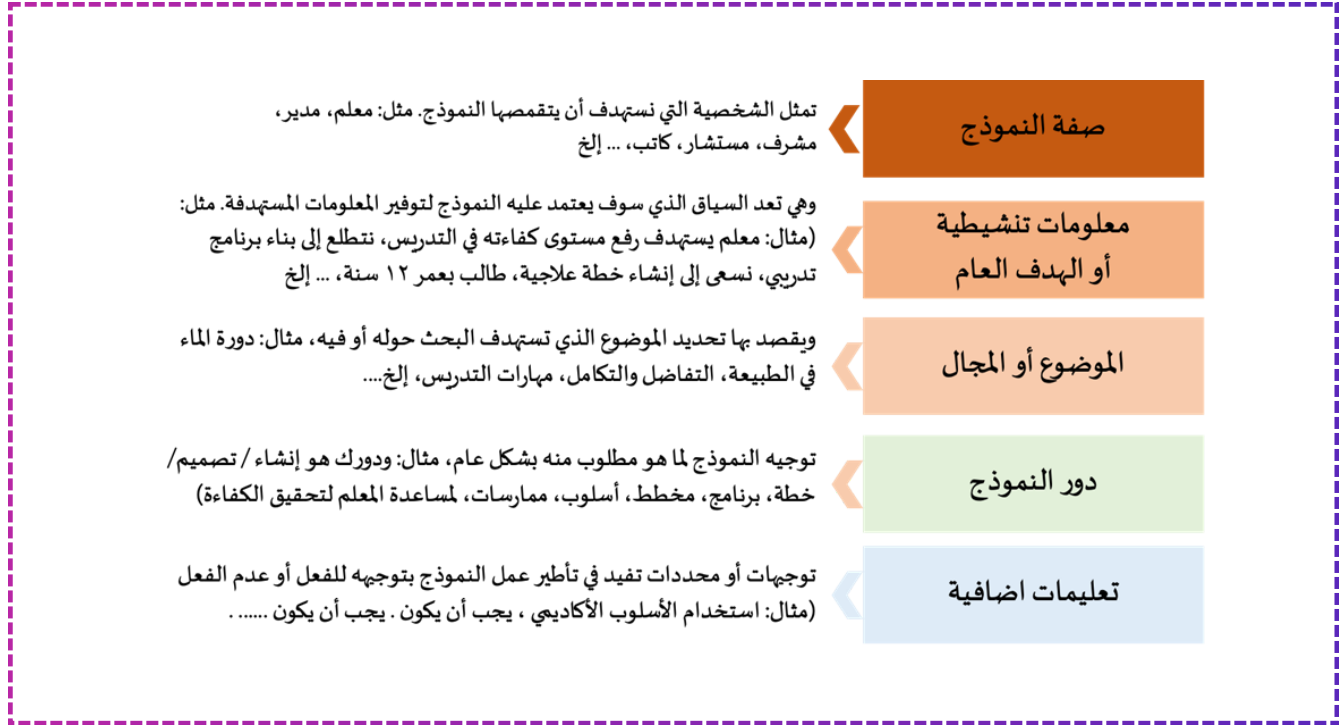 صفة النموذج
تمثل الشخصية التي نستهدف أن يتقمصها النموذج. مثل: معلم، مدير،
مشرف، مستشار، كاتب، ... إلخ
معلومات تنشيطية
أو الهدف العام
وهي تعد السياق الذي سوف يعتمد عليه النموذج لتوفير المعلومات المستهدفة. مثل:
(مثال: معلم يستهدف رفع مستوى كفاءته في التدريس، نتطلع إلى بناء برنامج
تدريبي، نسعى إلى إنشاء خطة علاجية، طالب بعمر ١٢ سنة، ... إلخ
الموضوع أو المجال
ويقصد بها تحديد الموضوع الذي تستهدف البحث حوله أو فيه، مثال: دورة الماء
في الطبيعة، التفاضل والتكامل، مهارات التدريس، إلخ....
دور النموذج
توجيه النموذج لما هو مطلوب منه بشكل عام، مثال: ودورك هو إنشاء / تصميم/
خطة، برنامج، مخطط، أسلوب، ممارسات، لمساعدة المعلم لتحقيق الكفاءة)
تعليمات اضافية
توجيهات أو محددات تفيد في تأطير عمل النموذج بتوجيهه للفعل أو عدم الفعل
(مثال: استخدام الأسلوب الأكاديمي ، يجب أن يكون . يجب أن يكون ...... .